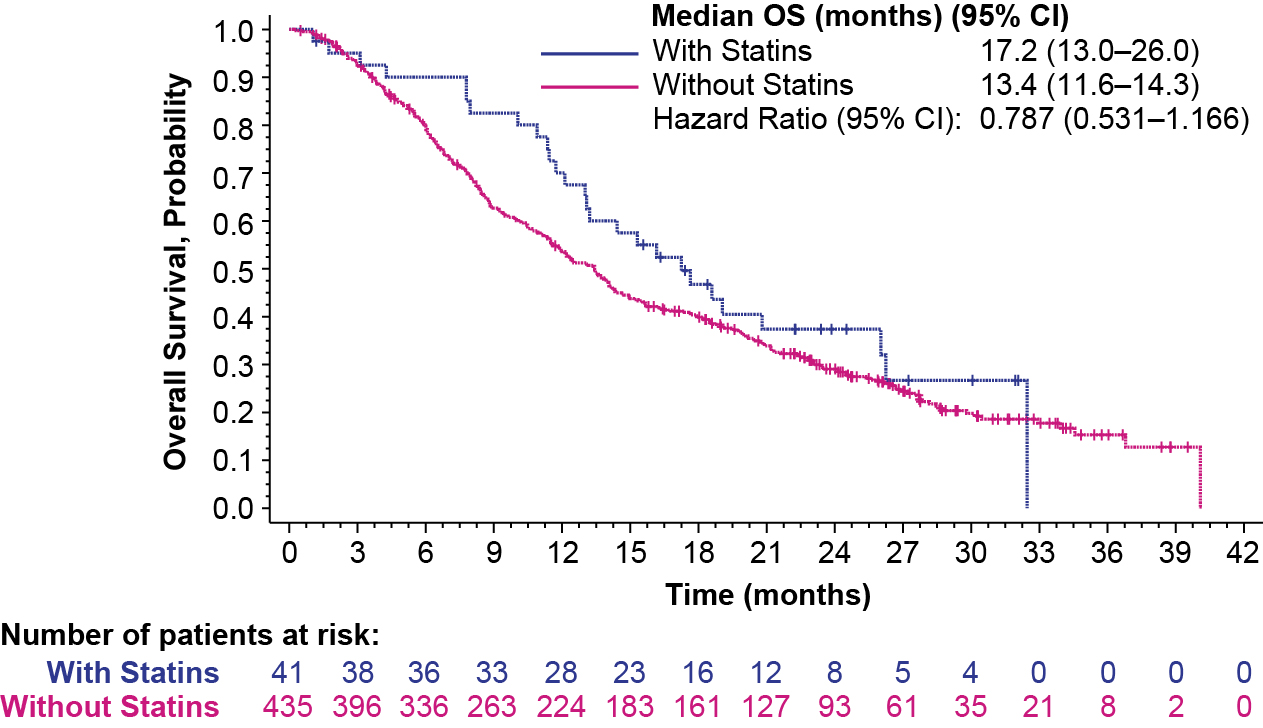 Median OS (months) (95% CI)
With Statins 17.2 (13.0–26.0)
Without Statins 13.4 (11.6–14.3)
Hazard Ratio (95% CI): 0.787 (0.531–1.166)
Overall Survival, Probability
1.0
0.9
0.8
0.7
0.6
0.5
0.4
0.3
0.2
0.1
0.0
0 3 6 9 12 15 18 21 24 27 30 33 36 39 42
Time (months)
Number of patients at risk:
With Statins 41 38 36 33 28 23 16 12 8 5 4 0 0 0 0
Without Statins 435 396 336 263 224 183 161 127 93 61 35 21 8 2 0